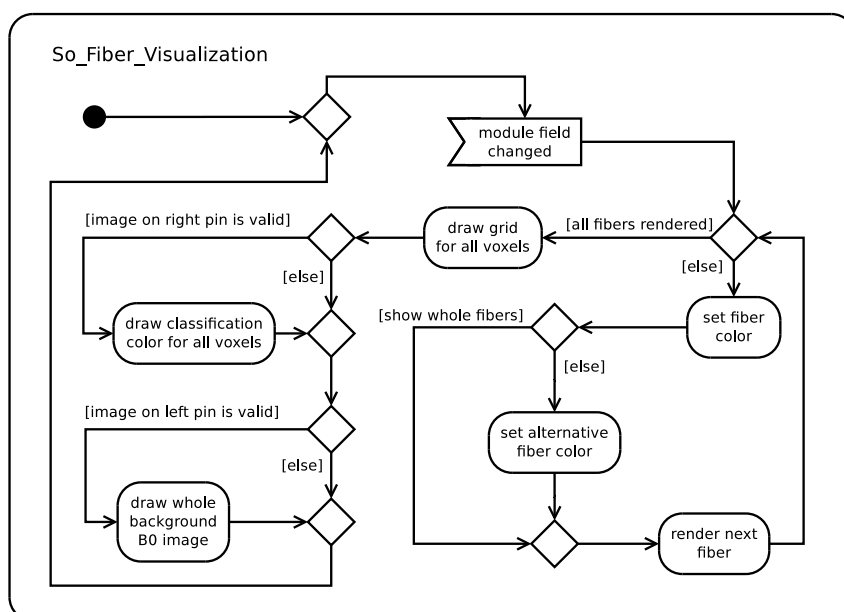 So_Fiber_Visualization
module field
changed
[image on right pin is valid]
draw grid
for all voxels
[all fibers rendered]
[else]
[else]
draw classification
color for all voxels
[show whole fibers]
set fiber
color
[else]
[image on left pin is valid]
set alternative
fiber color
[else]
draw whole
background
B0 image
render next
fiber